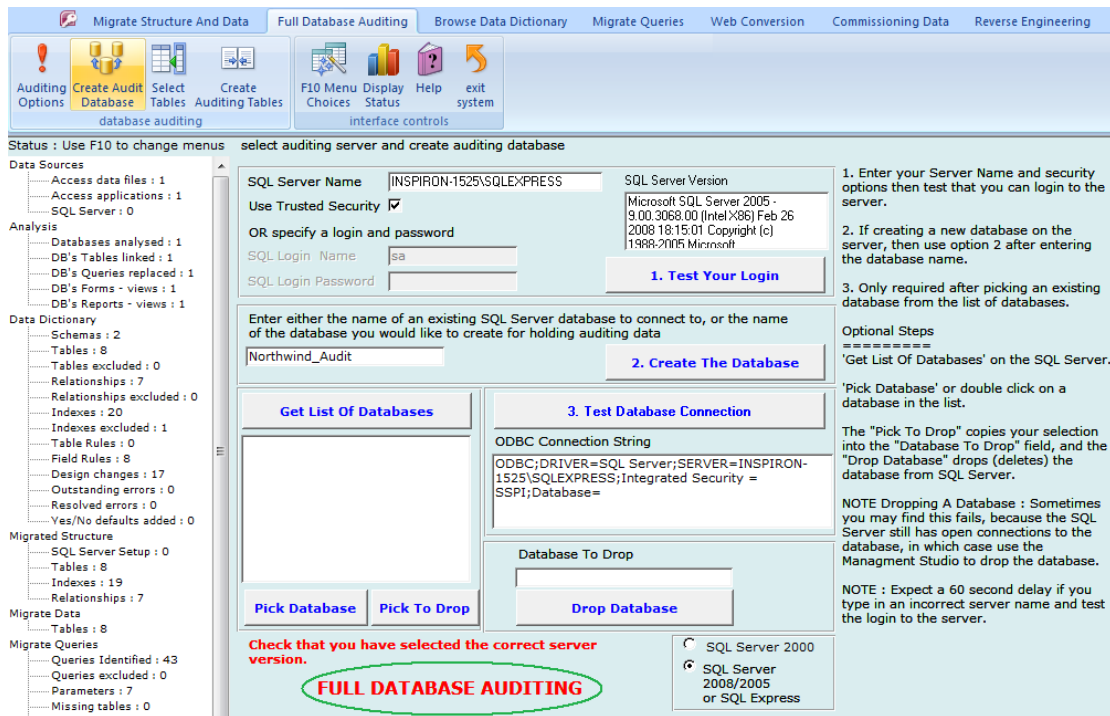 Migrate Structure And Data
Full Database Auditing
Browse Data Dictionary
Migrate Queries
Web Conversion
Commissioning Data
Reverse Engineering
Auditing Options
Create Audit Database
Select Tables
Create Auditing Tables
database auditing
F10 Menu Choices
Display Status
Help
exit system
interface controls
Status : Use F10 to change menus
select auditing server and create auditing database
Data Sources
Access data files : 1
Access applications : 1
SQL Server : 0
Analysis
Databases analysed : 1
DB's Tables linked : 1
DB's Queries replaced : 1
DB's Forms - views : 1
DB's Reports - views : 1
Data Dictionary
Schemas : 2
Tables : 8
Tables excluded : 0
Relationships : 7
Relationships excluded : 0
Indexes : 20
Indexes excluded : 1
Table Rules : 0
Field Rules : 8
Design changes : 17
Outstanding errors : 0
Resolved errors : 0
Yes/No defaults added : 0
Migrated Structure
SQL Server Setup : 0
Tables : 8
Indexes : 19
Relationships : 7
Migrate Data
Tables : 8
Migrate Queries
Queries Identified : 43
Queries excluded : 0
Parameters : 7
Missing tables : 0
SQL Server Name
INSPIRON-1525\SQLEXPRESS
Use Trusted Security
OR specify a login and password
SQL Login Name
sa
SQL Login Password
SQL Server Version
Microsoft SQL Server 2005 -
9.00.3068.00 (Intel X86) Feb 26
2008 18:15:01 Copyright (c)
1988-2005 Microsoft
1. Test Your Login
Enter either the name of an existing SQL Server database to connect to, or the name
of the database you would like to create for holding auditing data
Northwind_Audit
2. Create The Database
Get List Of Databases
3. Test Database Connection
ODBC Connection String
ODBC;DRIVER=SQL Server;SERVER=INSPIRON-
1525\SQLEXPRESS;Integrated Security =
SSPI;Database=
Database To Drop
Pick Database
Pick To Drop
Drop Database
Check that you have selected the correct server
version.
FULL DATABASE AUDITING
SQL Server 2000
SQL Server
2008/2005
or SQL Express
1. Enter your Server Name and security
options then test that you can login to the
server.
2. If creating a new database on the
server, then use option 2 after entering
the database name.
3. Only required after picking an existing
database from the list of databases.
Optional Steps
=========
'Get List Of Databases' on the SQL Server.
'Pick Database' or double click on a
database in the list.
The "Pick To Drop" copies your selection
into the "Database To Drop" field, and the
"Drop Database" drops (deletes) the
database from SQL Server.
NOTE Dropping A Database : Sometimes
you may find this fails, because the SQL
Server still has open connections to the
database, in which case use the
Managment Studio to drop the database.
NOTE : Expect a 60 second delay if you
type in an incorrect server name and test
the login to the server.